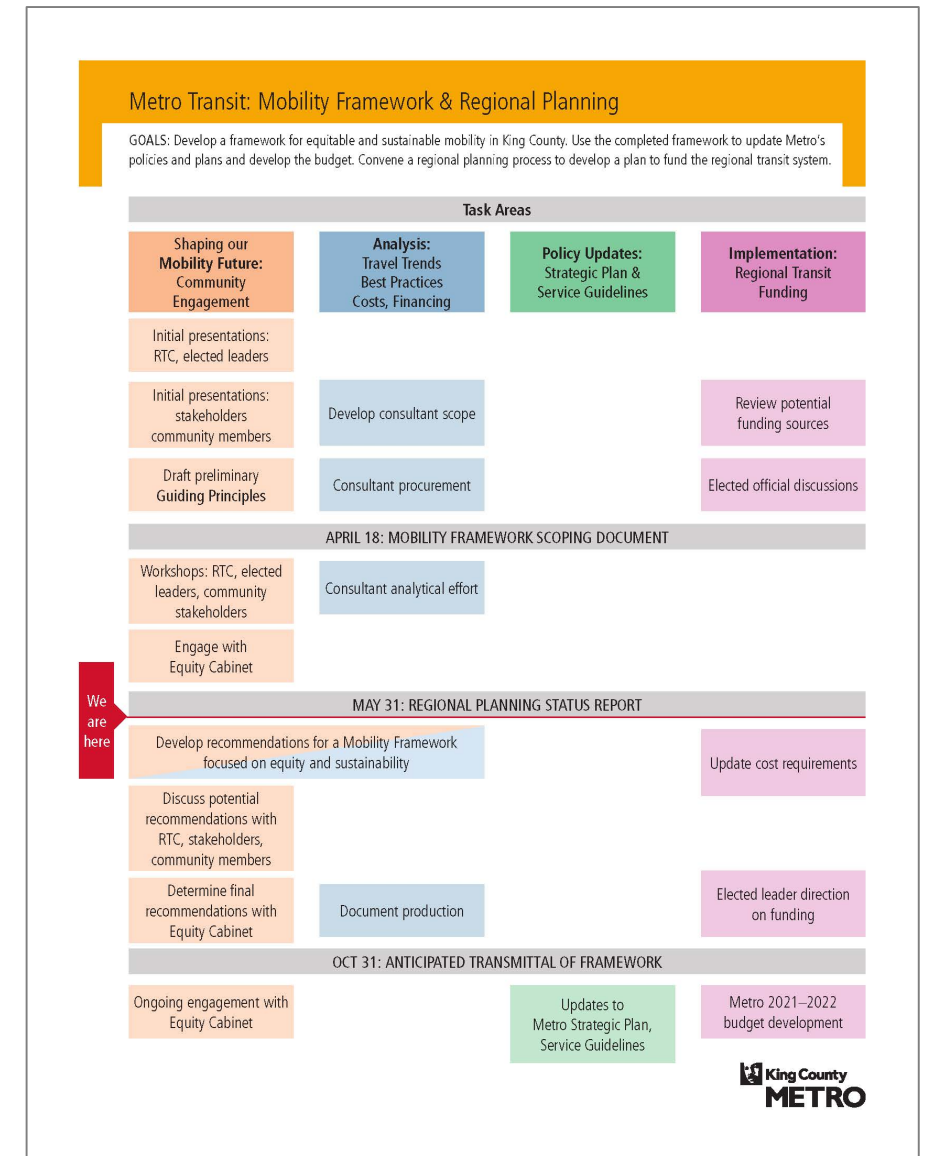 Metro Transit: Mobility Framework & Regional Planning
GOALS: Develop a framework for equitable and sustainable mobility in King County. Use the completed framework to update Metro's
policies and plans and develop the budget. Convene a regional planning process to develop a plan to fund the regional transit system.
Task Areas
Shaping our
Mobility Future:
Community
Engagement
Analysis:
Travel Trends
Best Practices
Costs, Financing
Policy Updates:
Strategic Plan &
Service Guidelines
Implementation:
Regional Transit
Funding
Initial presentations:
RTC, elected leaders
Initial presentations:
stakeholders
community members
Develop consultant scope
Review potential
funding sources
Draft preliminary
Guiding Principles
Consultant procurement
Elected official discussions
APRIL 18: MOBILITY FRAMEWORK SCOPING DOCUMENT
Workshops: RTC, elected
leaders, community
stakeholders
Consultant analytical effort
Engage with
Equity Cabinet
We
are
here
MAY 31: REGIONAL PLANNING STATUS REPORT
Develop recommendations for a Mobility Framework
focused on equity and sustainability
Update cost requirements
Discuss potential
recommendations with
RTC, stakeholders,
community members
Determine final
recommendations with
Equity Cabinet
Document production
Elected leader direction
on funding
OCT 31: ANTICIPATED TRANSMITTAL OF FRAMEWORK
Ongoing engagement with
Equity Cabinet
Updates to
Metro Strategic Plan,
Service Guidelines
Metro 2021–2022
budget development
King County
METRO